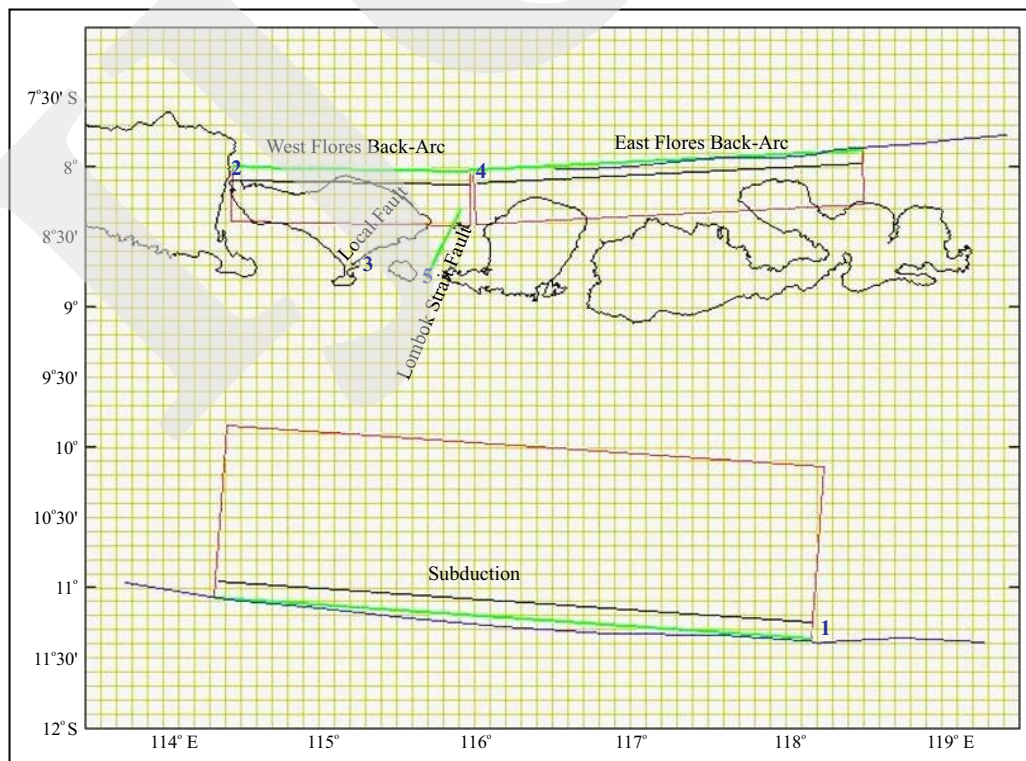 7°30' S
8°
8°30'
9°
9°30'
10°
10°30'
11°
11°30'
12°S
114° E
115°
116°
117°
118°
119° E
West Flores Back-Arc
East Flores Back-Arc
2
4
Local Fault
3
5
Lombok Strait Fault
Subduction
1